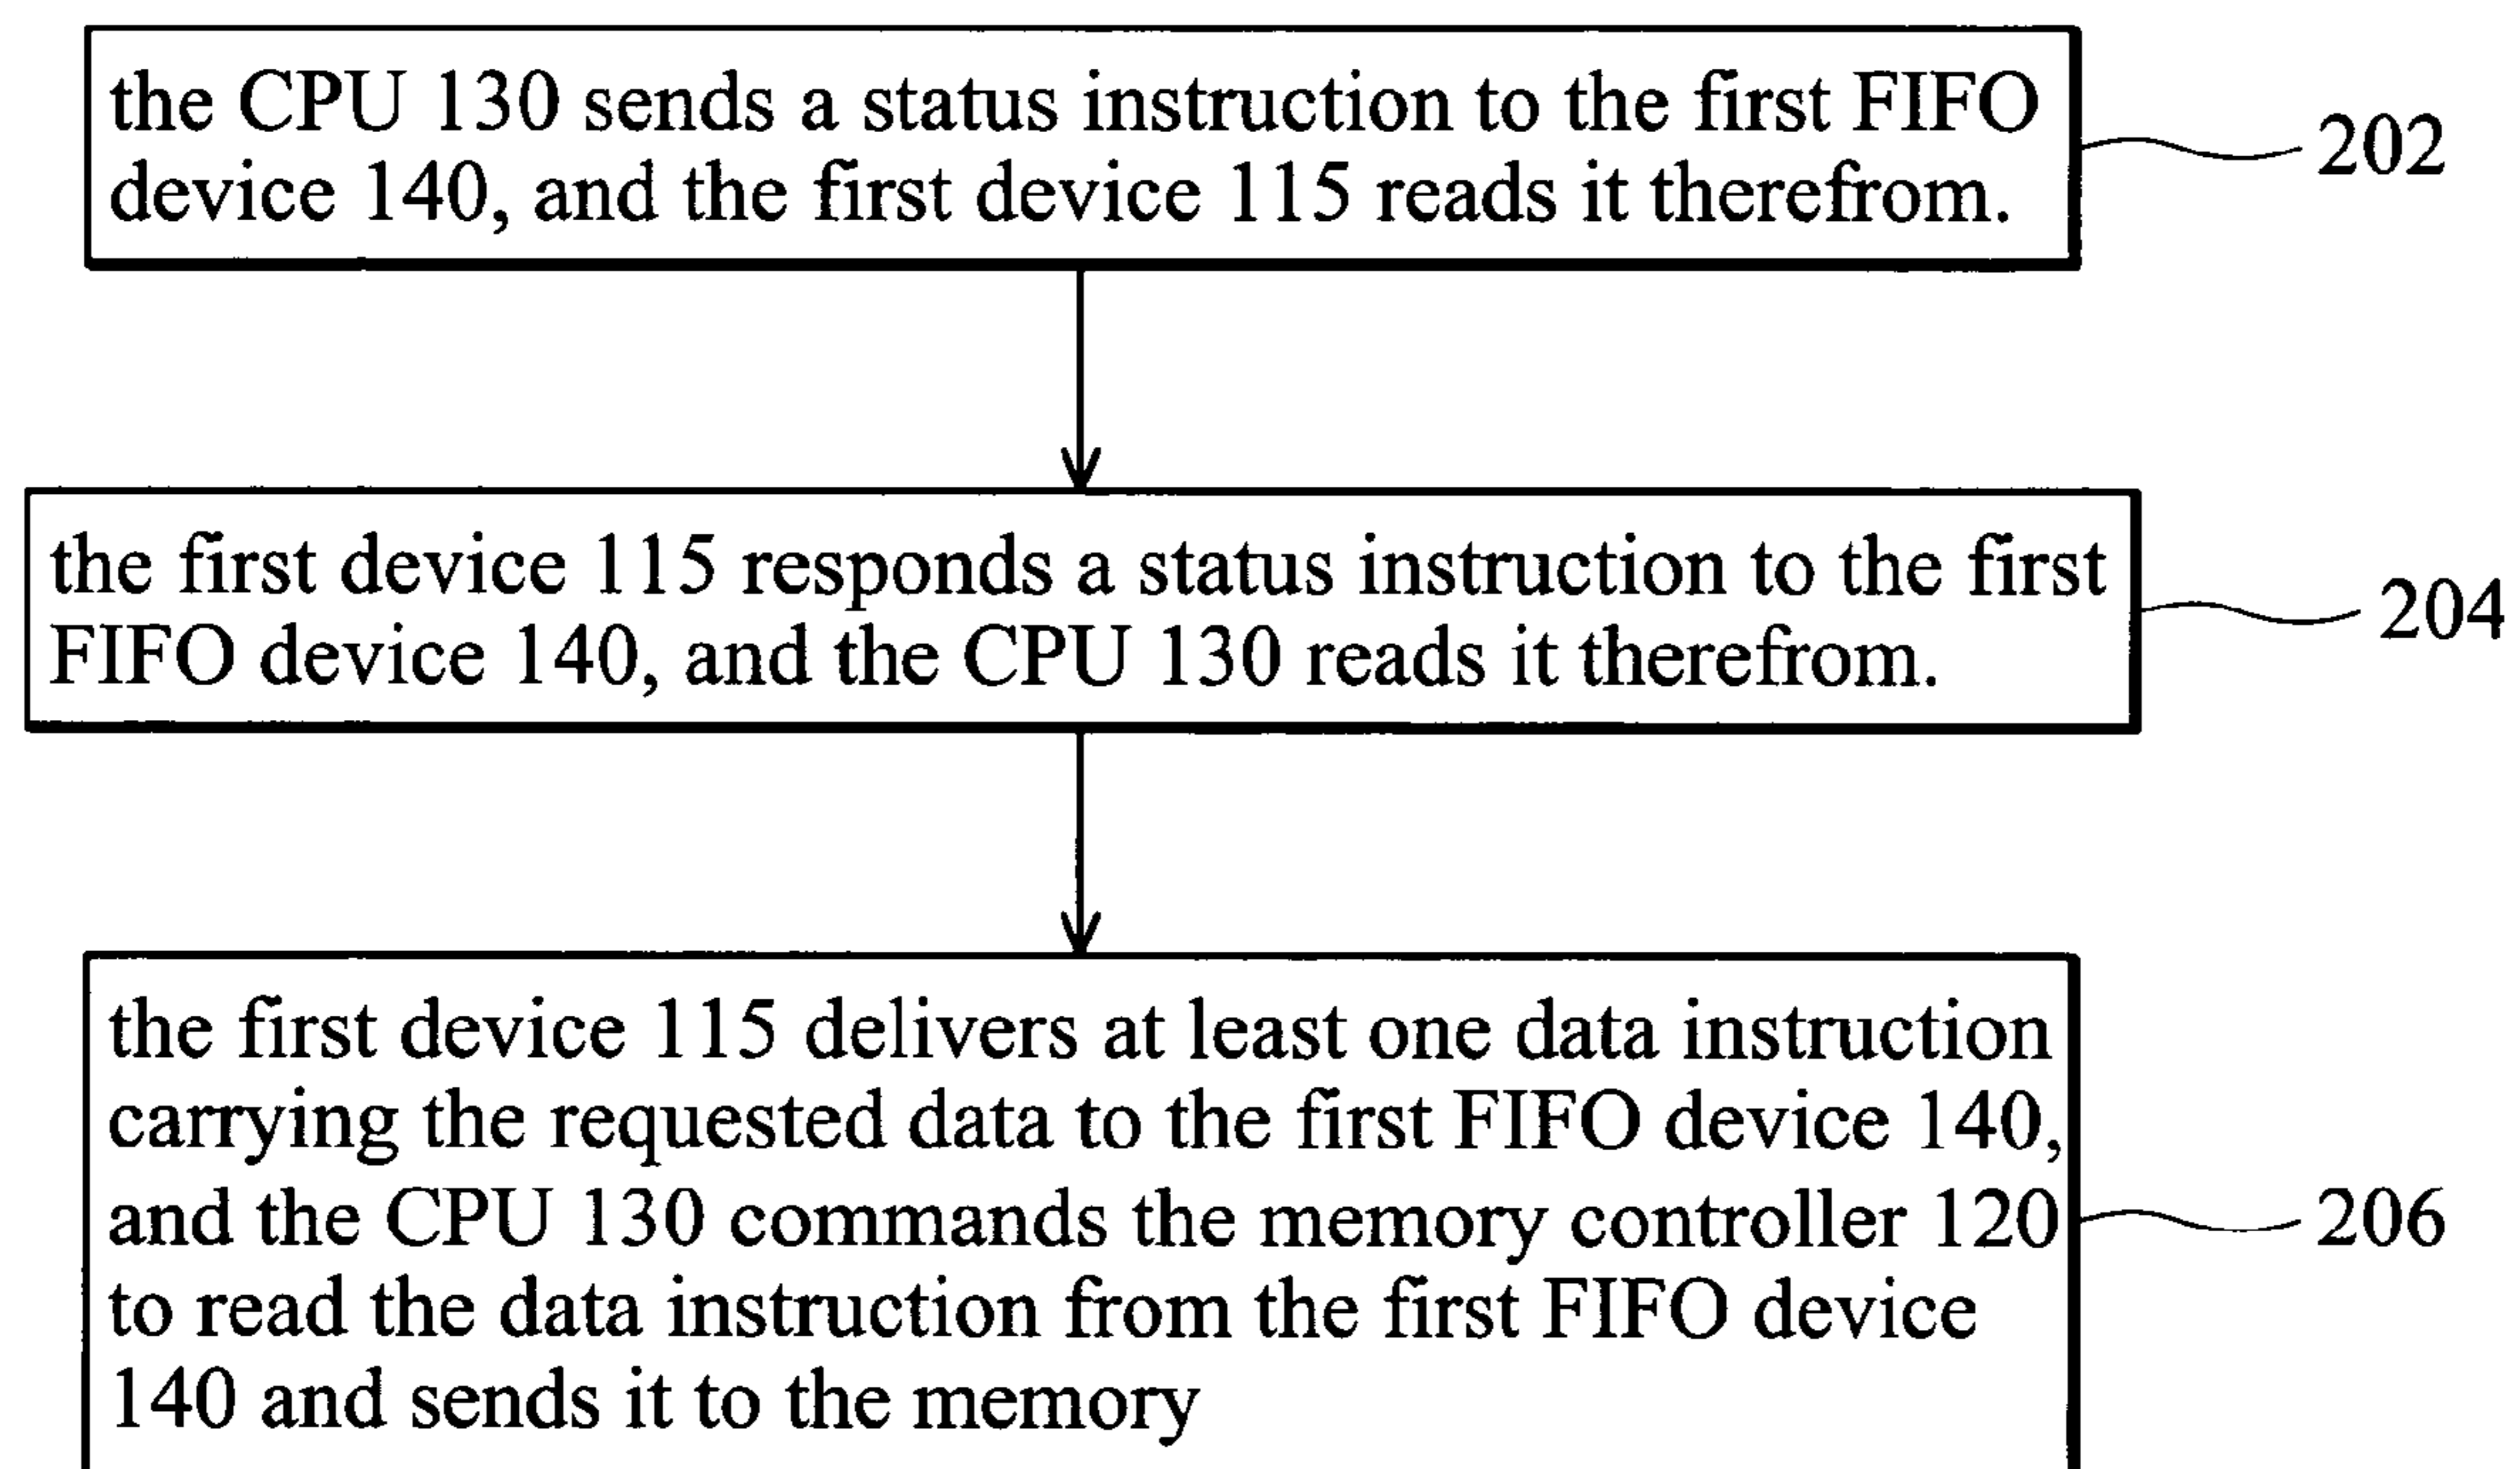 the CPU 130 sends a status instruction to the first FIFO
device 140, and the first device 115 reads it therefrom.
202
the first device 115 responds a status instruction to the first
FIFO device 140, and the CPU 130 reads it therefrom.
204
the first device 115 delivers at least one data instruction
carrying the requested data to the first FIFO device 140,
and the CPU 130 commands the memory controller 120
to read the data instruction from the first FIFO device
140 and sends it to the memory
206